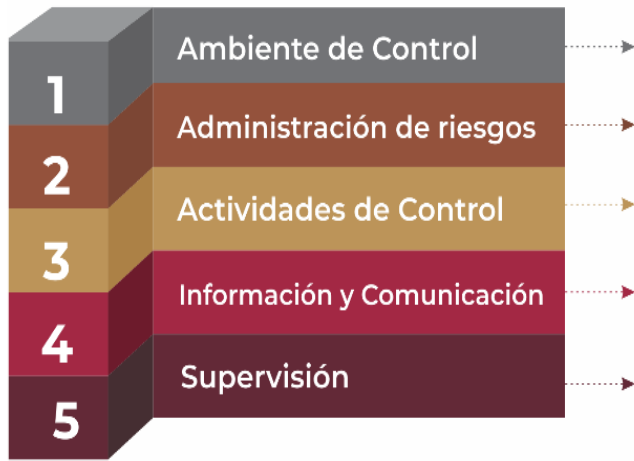 1
Ambiente de Control
2
Administración de riesgos
3
Actividades de Control
4
Información y Comunicación
5
Supervisión